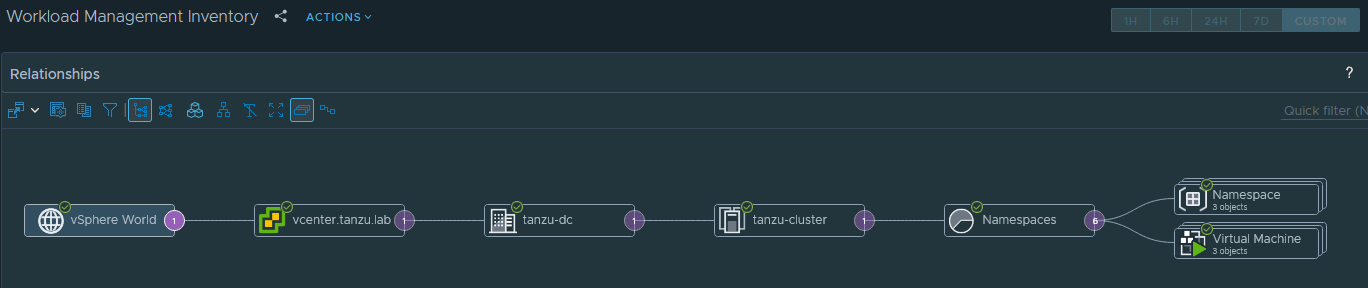 Workload Management Inventory
ACTIONS
1H 6H 24H 7D CUSTOM
Relationships
?
Quick filter (N
vSphere World 1
vcenter.tanzu.lab 1
tanzu-dc 1
tanzu-cluster 1
Namespaces 6
Namespace
3 objects
Virtual Machine
3 objects